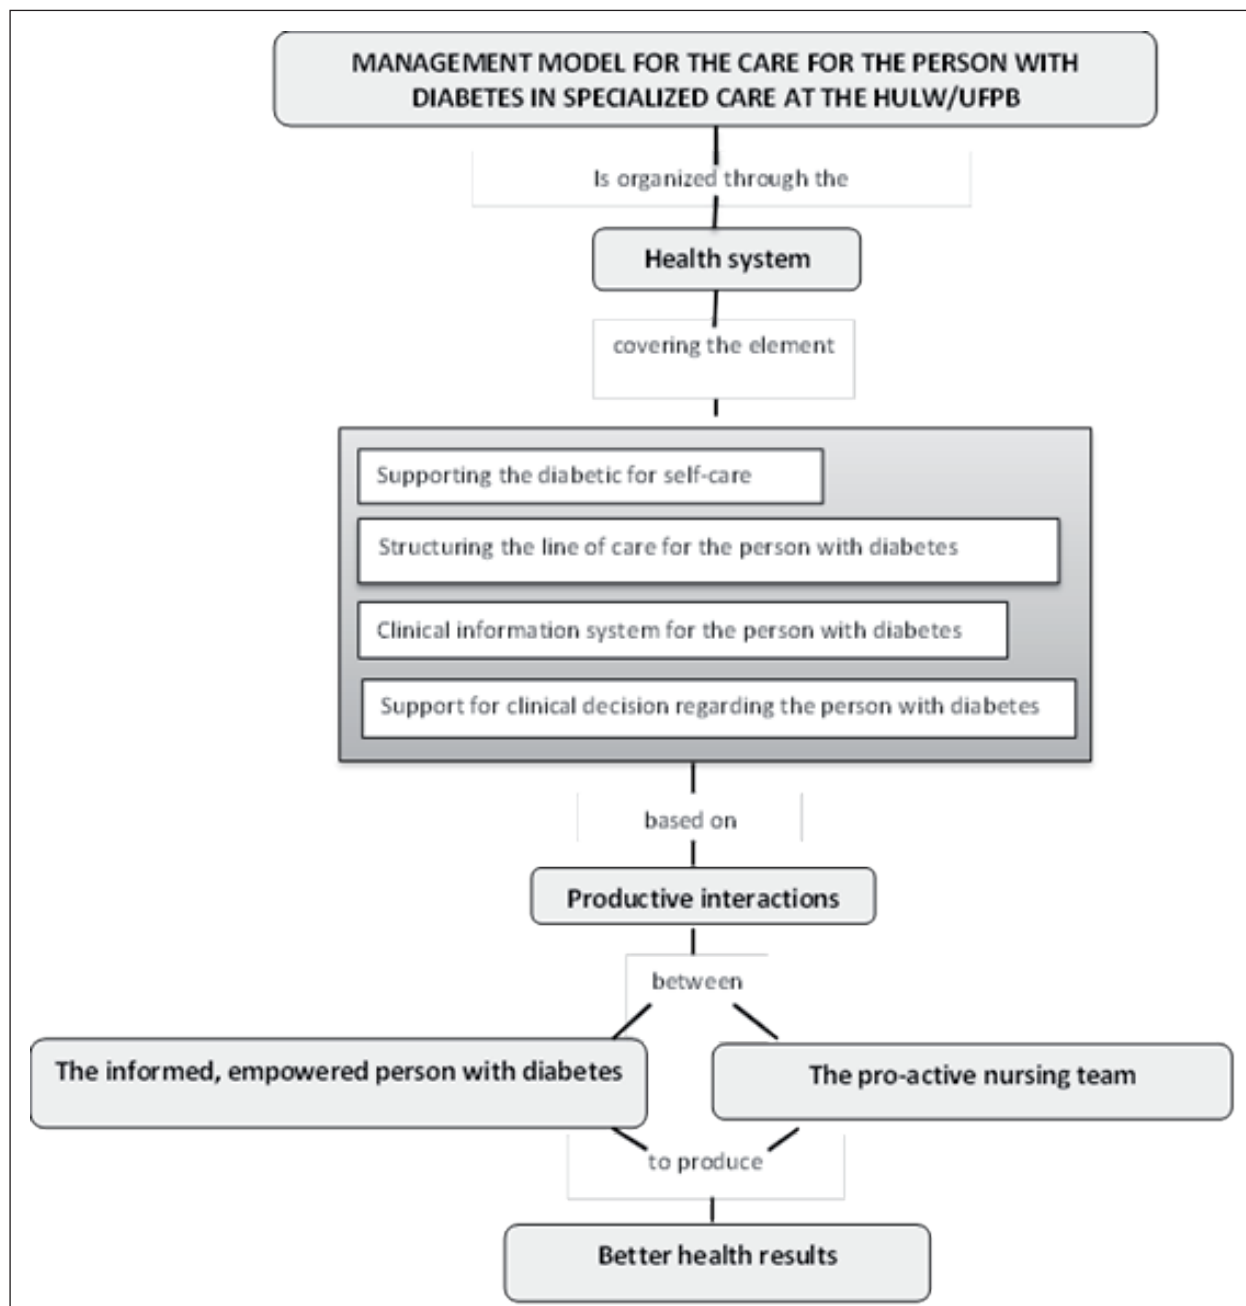 MANAGEMENT MODEL FOR THE CARE FOR THE PERSON WITH
DIABETES IN SPECIALIZED CARE AT THE HULW/UFPB
Is organized through the
Health system
covering the element
Supporting the diabetic for self-care
Structuring the line of care for the person with diabetes
Clinical information system for the person with diabetes
Support for clinical decision regarding the person with diabetes
based on
Productive interactions
between
The informed, empowered person with diabetes
The pro-active nursing team
to produce
Better health results